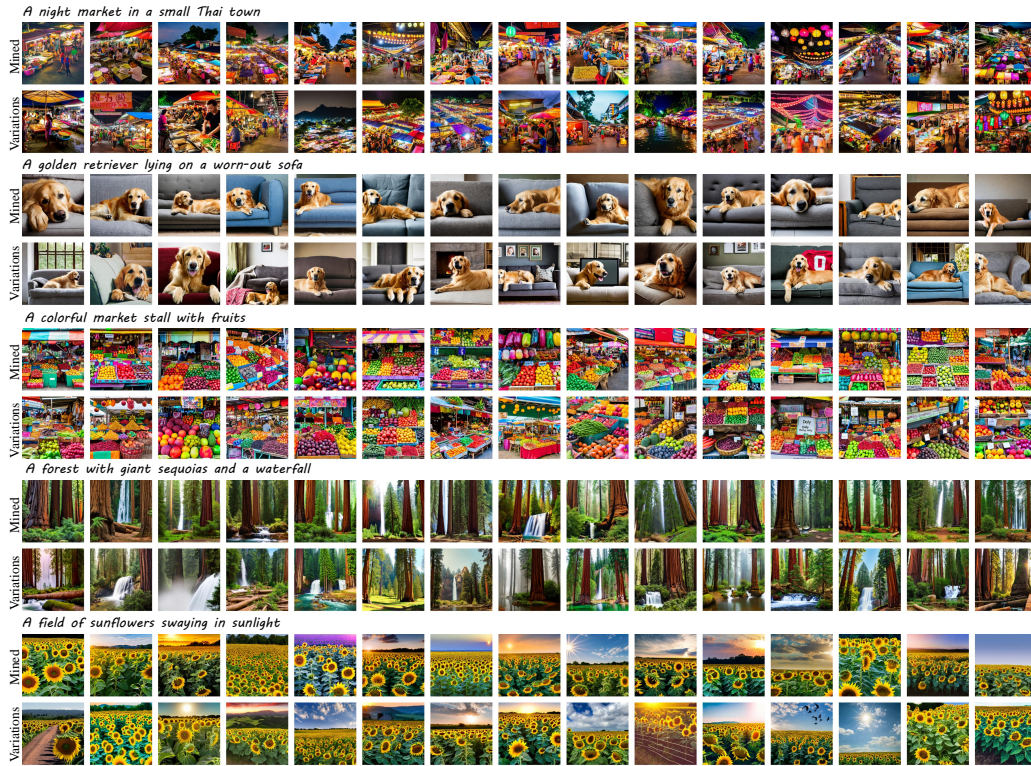 A night market in a small Thai town
Mined
Variations
A golden retriever lying on a worn-out sofa
Mined
Variations
A colorful market stall with fruits
Mined
Variations
A forest with giant sequoias and a waterfall
Mined
Variations
A field of sunflowers swaying in sunlight
Mined
Variations